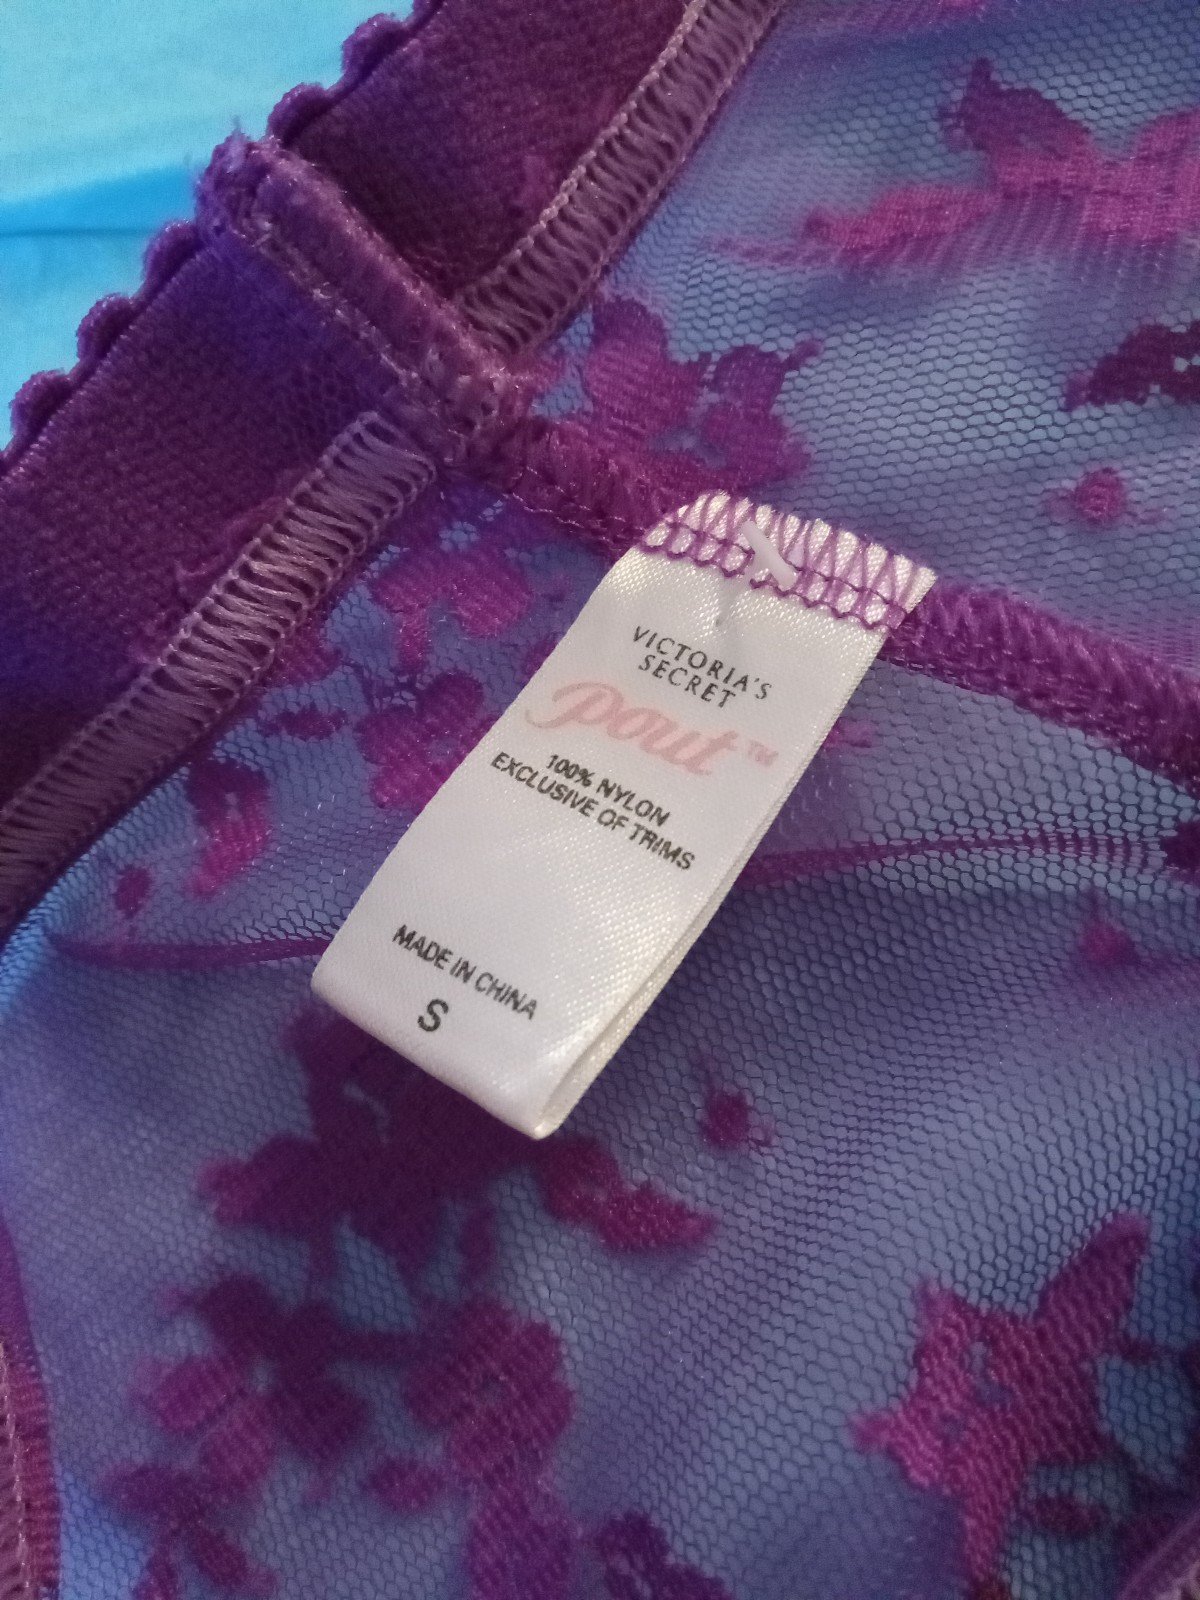 VICTORIA'S
SECRET
pout™
100% NYLON
EXCLUSIVE OF TRIMS
MADE IN CHINA
S